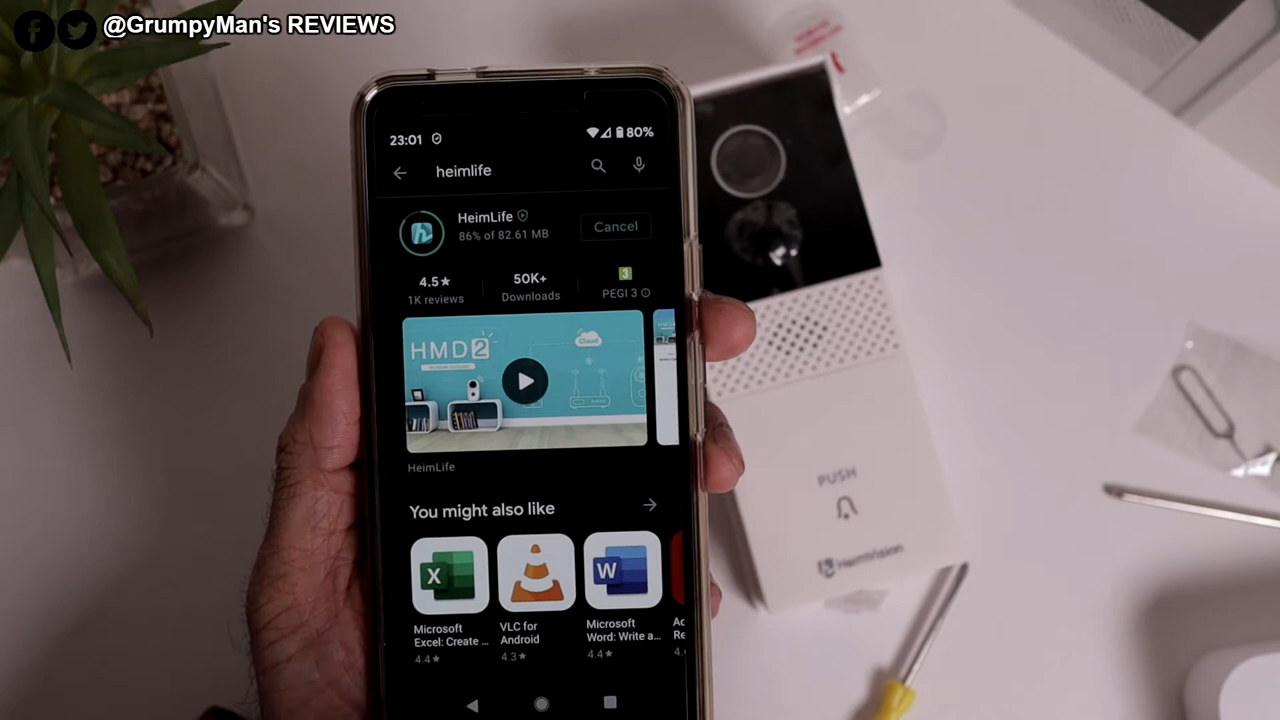 @GrumpyMan's REVIEWS
23:01
80%
heimlife
HeimLife
86% of 82.61 MB
Cancel
4.5★
1K reviews
50K+
Downloads
3
PEGI 3
HMD2
Cloud
HeimLife
You might also like
X
W
Microsoft
Excel: Create ...
4.4★
VLC for
Android
4.3★
Microsoft
Word: Write a...
4.4★
PUSH
HeimVision